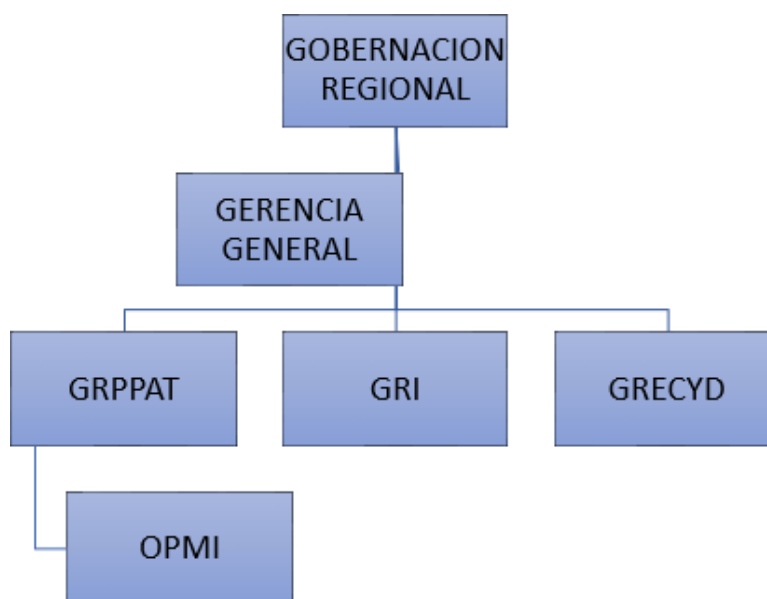 GOBERNACION
REGIONAL
GERENCIA
GENERAL
GRPPAT
GRI
GRECYD
OPMI